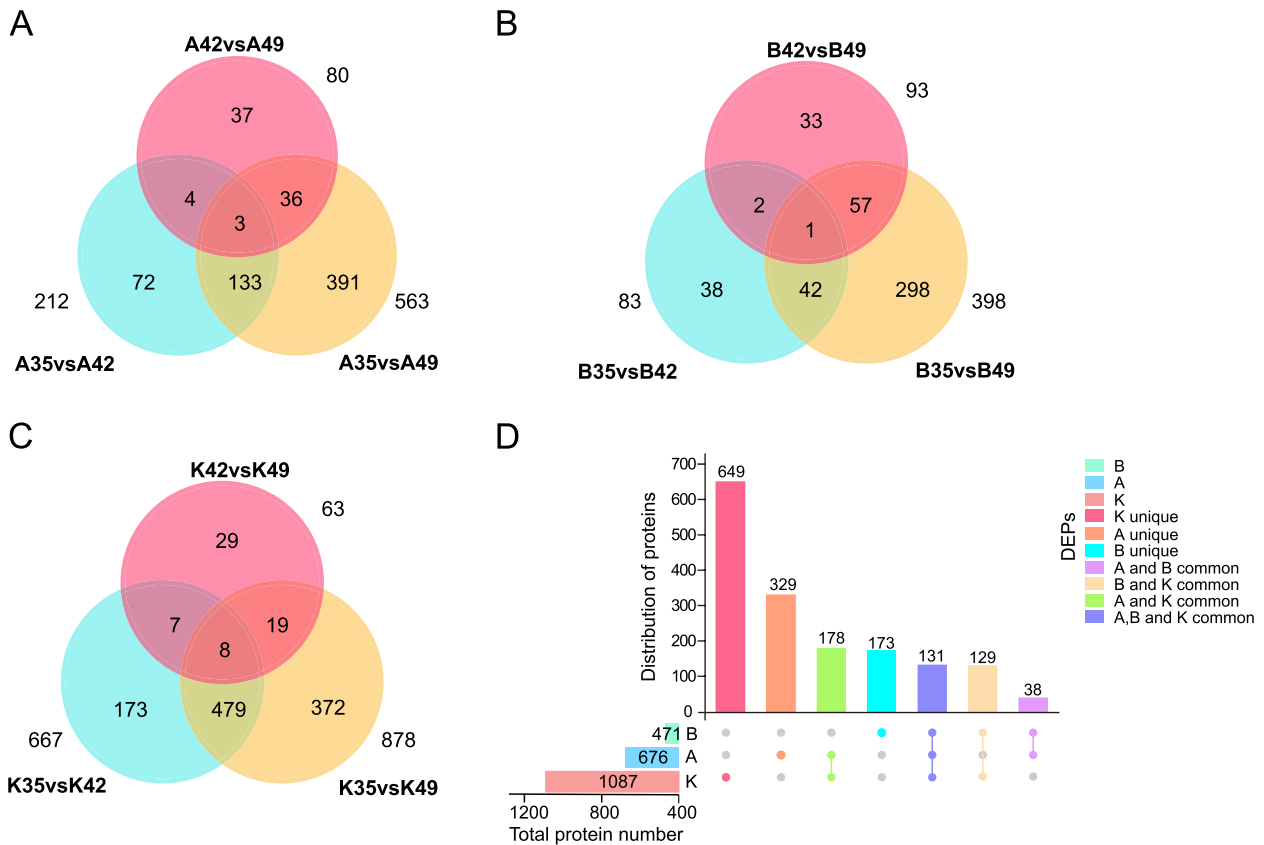 A
A42vsA49
80
37
4
36
3
72
133
391
212
563
A35vsA42
A35vsA49
B
B42vsB49
93
33
2
57
1
38
42
298
83
398
B35vsB42
B35vsB49
C
K42vsK49
63
29
7
19
8
173
479
372
667
878
K35vsK42
K35vsK49
D
Distribution of proteins
700
600
500
400
300
200
100
0
649
329
178
173
131
129
38
471 B
676 A
1087 K
1200 800 400
Total protein number
DEPs
B
A
K
K unique
A unique
B unique
A and B common
B and K common
A and K common
A,B and K common